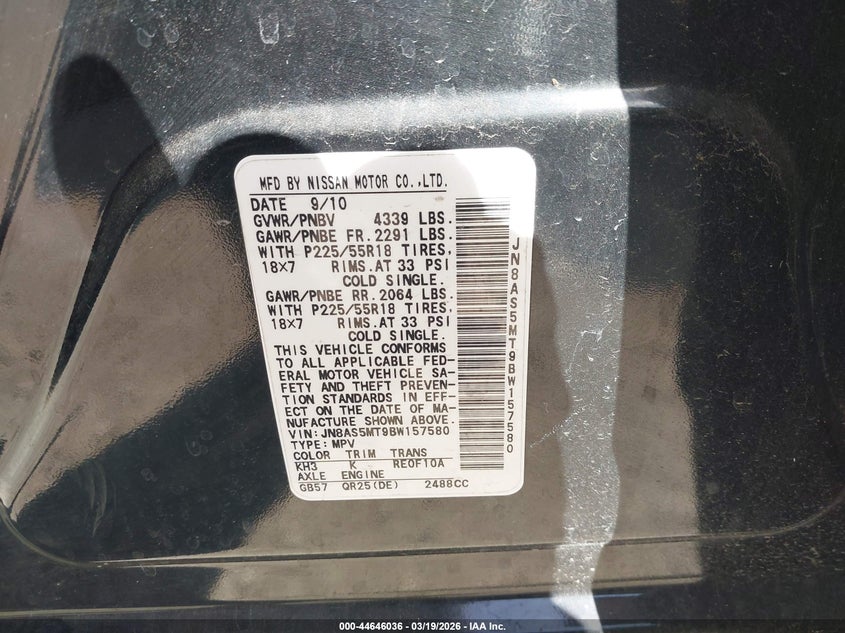 MFD BY NISSAN MOTOR CO.,LTD.
DATE 9/10
GVWR/PNBV 4339 LBS.
GAWR/PNBE FR.2291 LBS.
WITH P225/55R18 TIRES,
18X7 RIMS.AT 33 PSI
COLD SINGLE.
GAWR/PNBE RR.2064 LBS.
WITH P225/55R18 TIRES,
18X7 RIMS.AT 33 PSI
COLD SINGLE.
THIS VEHICLE CONFORMS
TO ALL APPLICABLE FED-
ERAL MOTOR VEHICLE SA-
FETY AND THEFT PREVEN-
TION STANDARDS IN EFF-
ECT ON THE DATE OF MA-
NUFACTURE SHOWN ABOVE.
VIN:JN8AS5MT9BW157580
TYPE:MPV
COLOR TRIM TRANS
KH3 K RE0F10A
AXLE ENGINE
GB57 QR25(DE) 2488CC
JN8AS5MT9BW157580
000-44646036 - 03/19/2026 - IAA Inc.